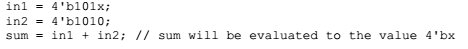 in1 = 4'b101x;
in2 = 4'b1010;
sum = in1 + in2; // sum will be evaluated to the value 4'bx